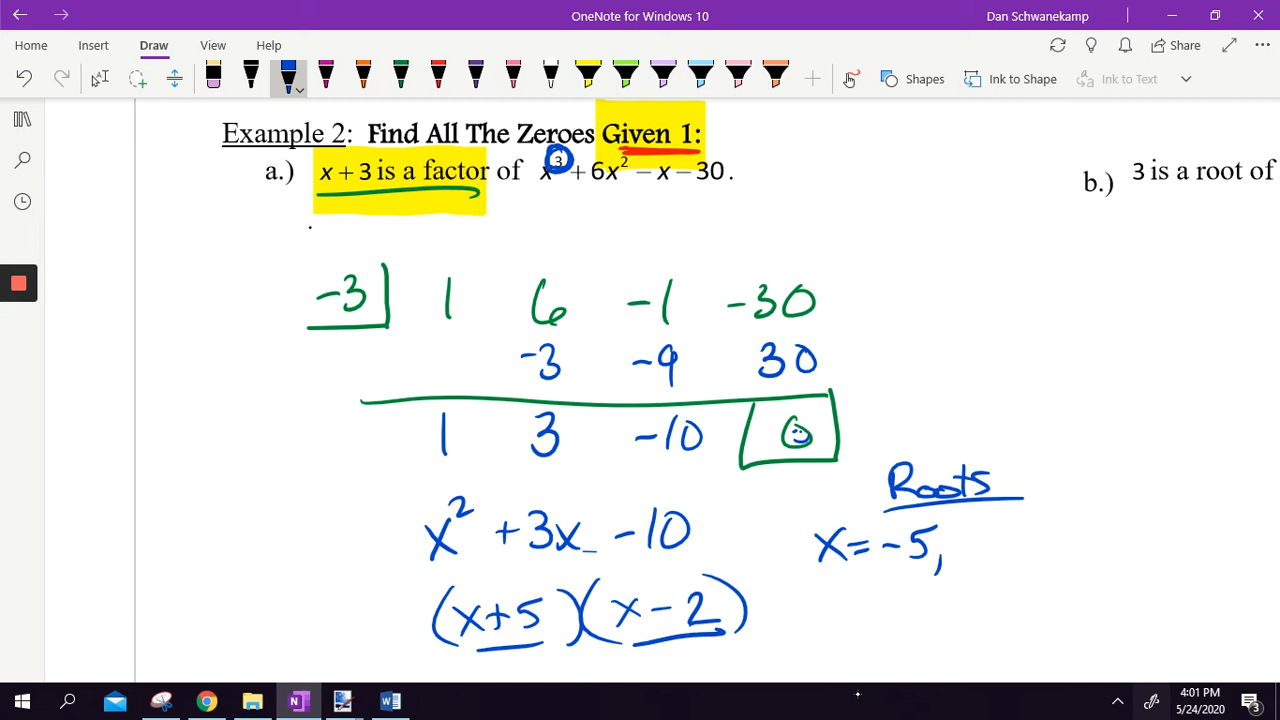 OneNote for Windows 10
Dan Schwanekamp
Home Insert Draw View Help
Share
Shapes
Ink to Shape
Ink to Text
Example 2: Find All The Zeroes Given 1:
a.) x + 3 is a factor of x³ + 6x² − x − 30 .
b.) 3 is a root of
.
-3 1 6 -1 -30
-3 -9 30
1 3 -10 0
Roots
x² + 3x - 10
x = -5,
(x+5)(x-2)
4:01 PM
5/24/2020
3